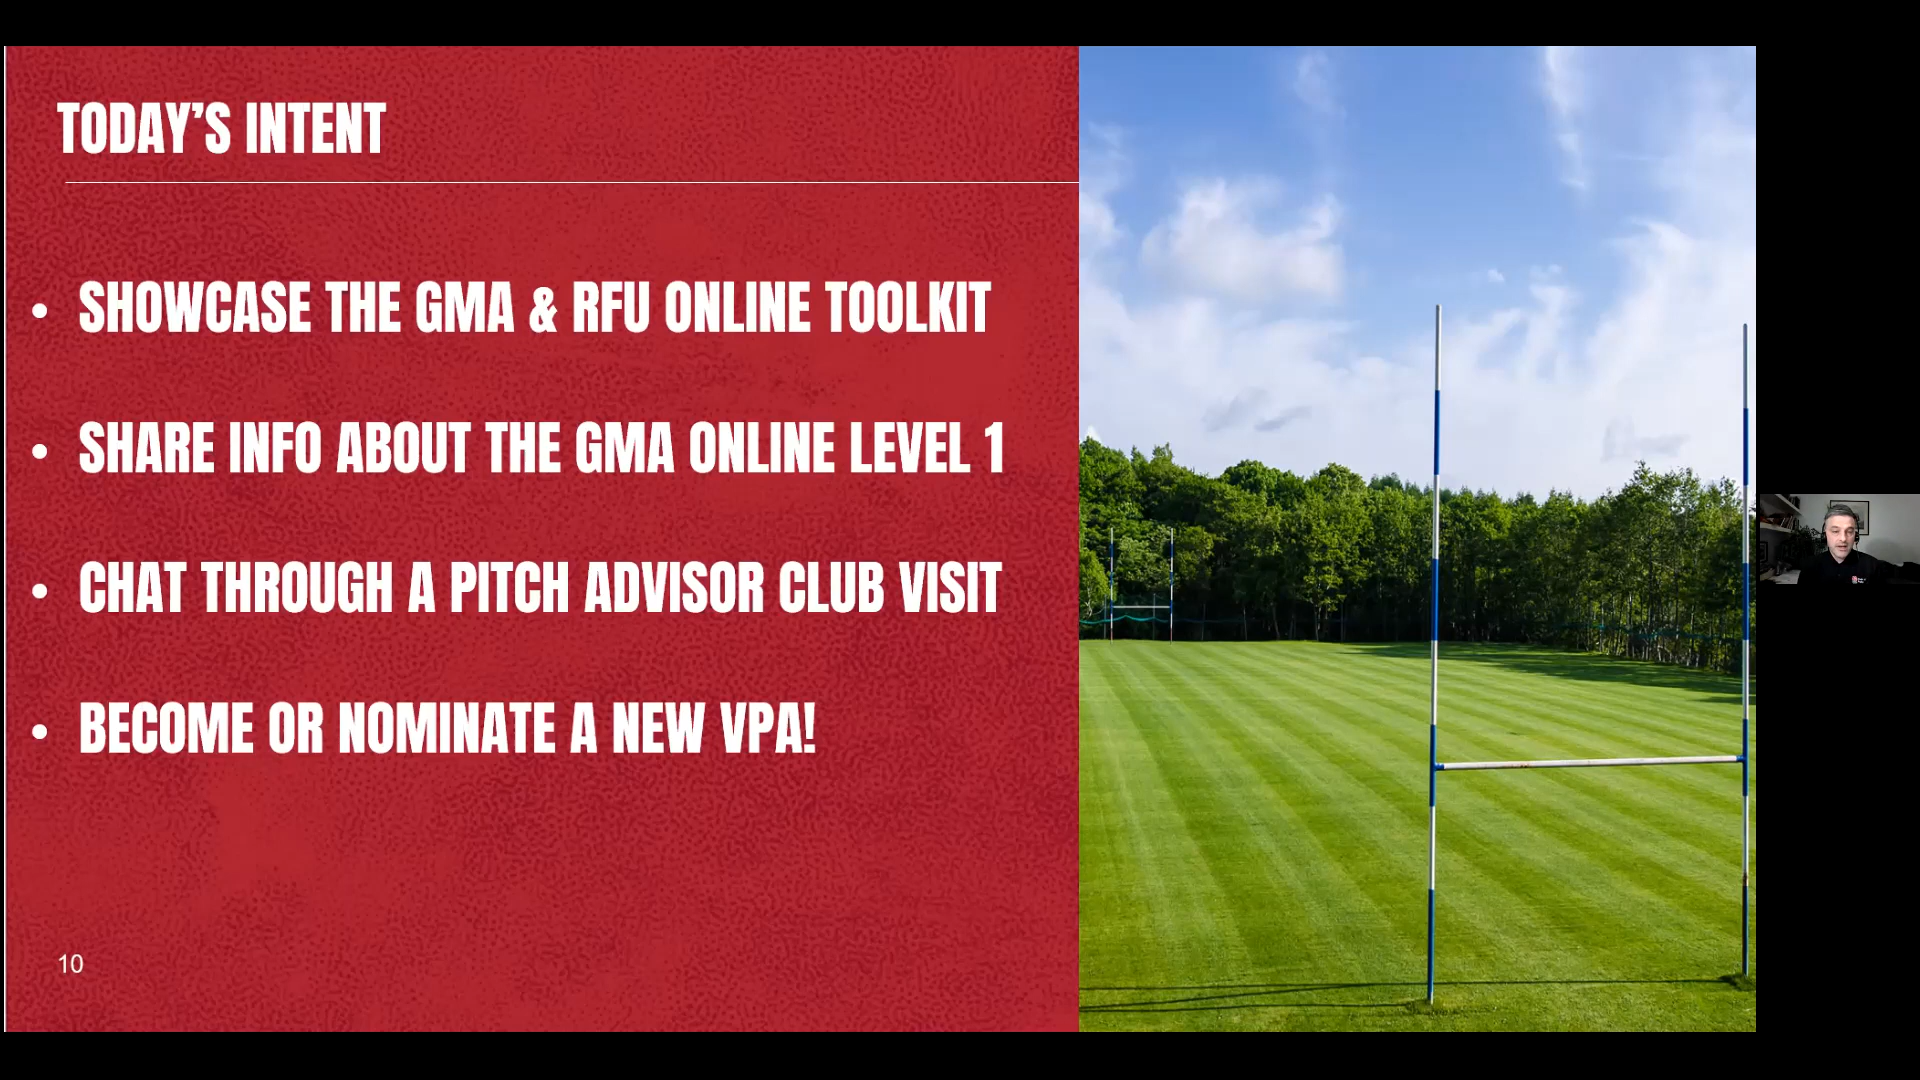 TODAY’S INTENT
• SHOWCASE THE GMA & RFU ONLINE TOOLKIT
• SHARE INFO ABOUT THE GMA ONLINE LEVEL 1
• CHAT THROUGH A PITCH ADVISOR CLUB VISIT
• BECOME OR NOMINATE A NEW VPA!
10